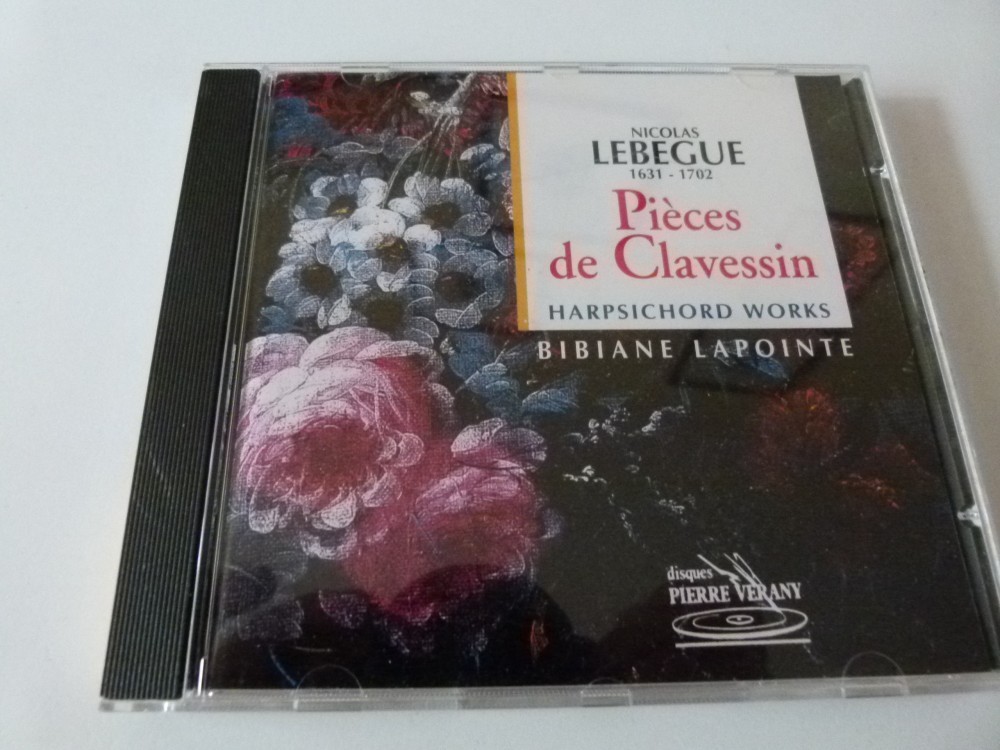 NICOLAS
LEBEGUE
1631 - 1702
Pièces
de Clavessin
HARPSICHORD WORKS
BIBIANE LAPOINTE
disques
PIERRE VERANY